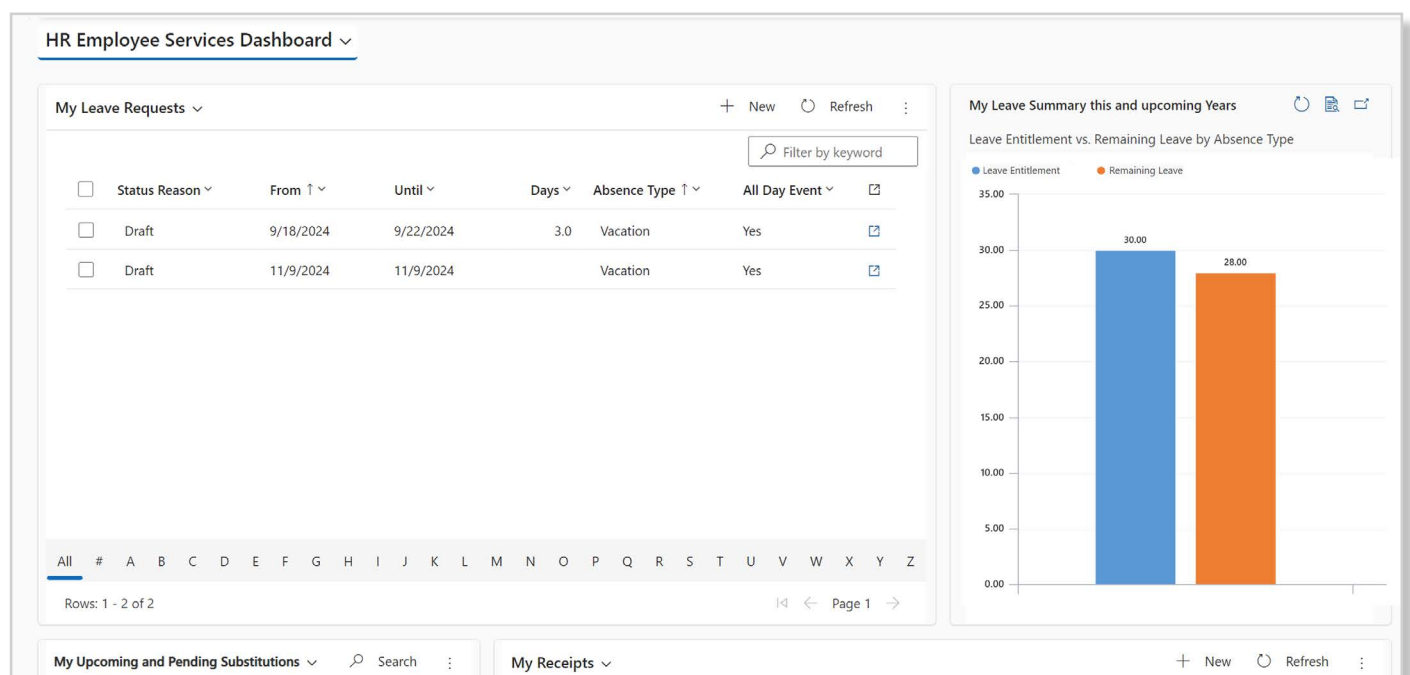 HR Employee Services Dashboard
My Leave Requests
New Refresh
Filter by keyword
Status Reason From Until Days Absence Type All Day Event
Draft 9/18/2024 9/22/2024 3.0 Vacation Yes
Draft 11/9/2024 11/9/2024 Vacation Yes
All # A B C D E F G H I J K L M N O P Q R S T U V W X Y Z
Rows: 1 - 2 of 2 Page 1
My Leave Summary this and upcoming Years
Leave Entitlement vs. Remaining Leave by Absence Type
Leave Entitlement Remaining Leave
35.00
30.00
25.00
20.00
15.00
10.00
5.00
0.00
30.00
28.00
My Upcoming and Pending Substitutions Search
My Receipts New Refresh